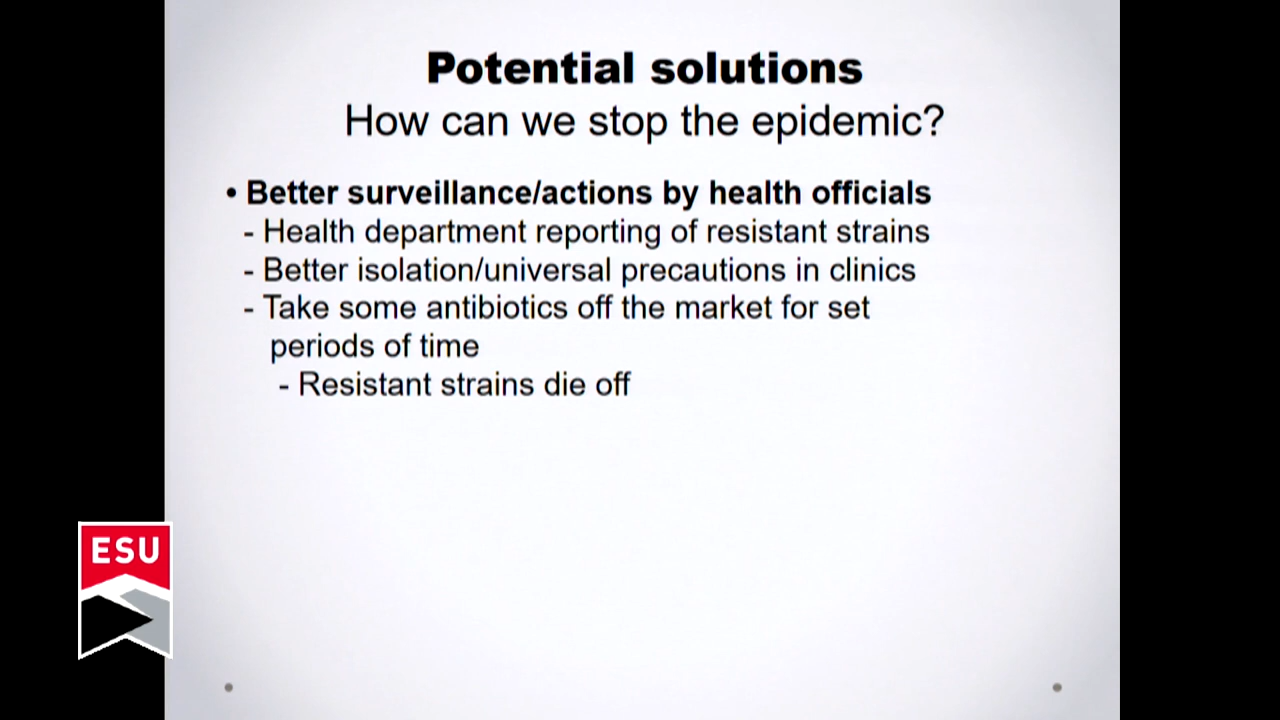 Potential solutions
How can we stop the epidemic?
• Better surveillance/actions by health officials
- Health department reporting of resistant strains
- Better isolation/universal precautions in clinics
- Take some antibiotics off the market for set
periods of time
- Resistant strains die off
ESU